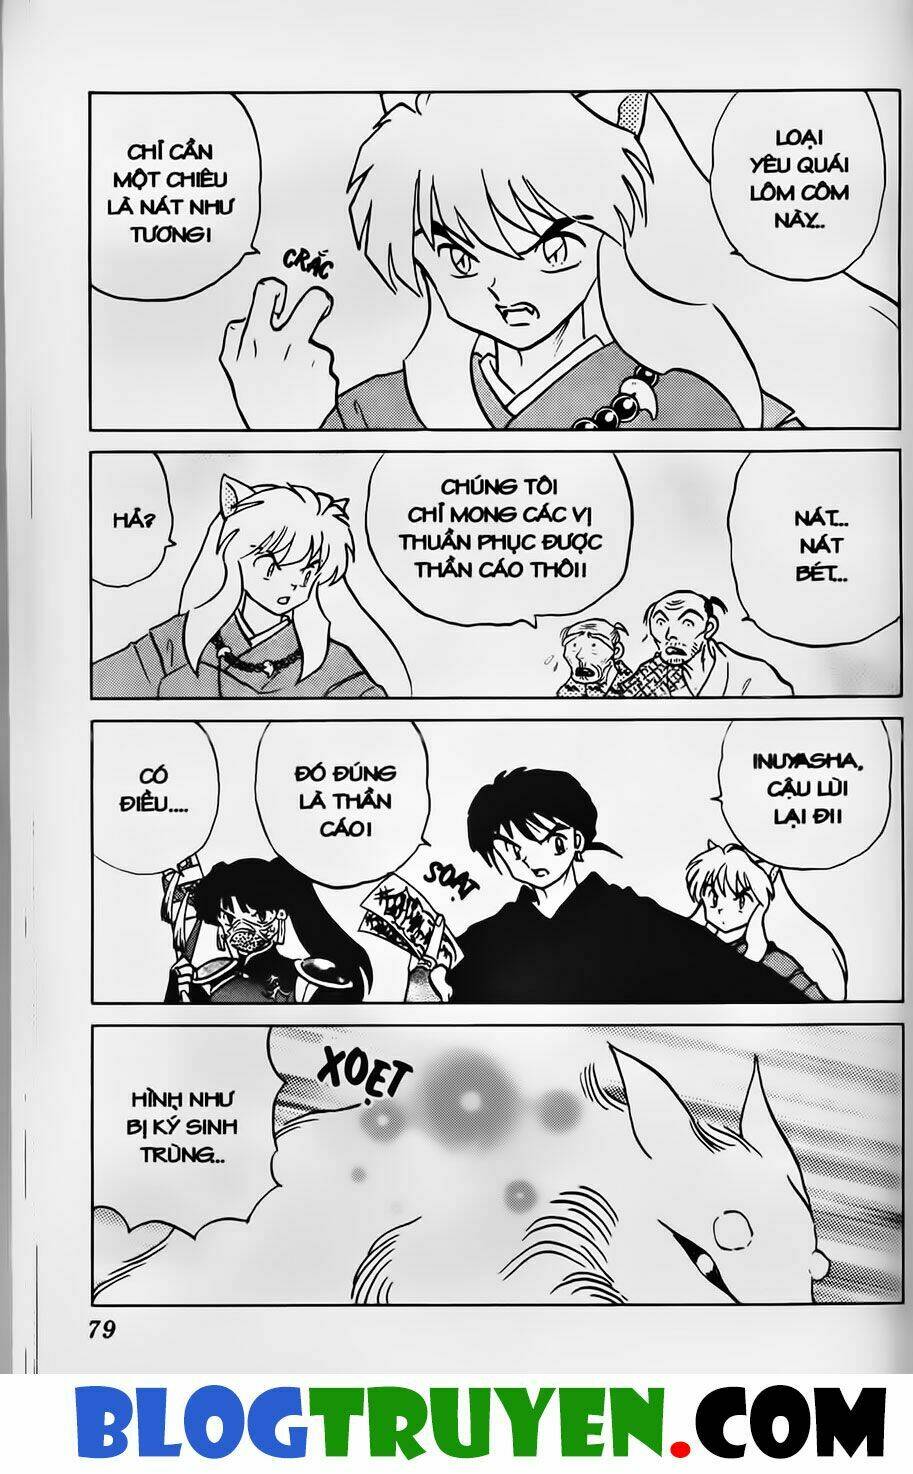 LOẠI
YÊU QUÁI
LÔM CÔM
NÀY...
CHỈ CẦN
MỘT CHIÊU
LÀ NÁT NHƯ
TƯƠNG!
CRẮC
NÁT...
NÁT
BÉT...
CHÚNG TÔI
CHỈ MONG CÁC VỊ
THUẦN PHỤC ĐƯỢC
THẦN CÁO THÔI!
HẢ?
INUYASHA,
CẬU LÙI
LẠI ĐI!
SOẠT
ĐÓ ĐÚNG
LÀ THẦN
CÁO!
CÓ
ĐIỀU....
XOẸT
HÌNH NHƯ
BỊ KÝ SINH
TRÙNG...
79
BLOGTRUYEN.COM